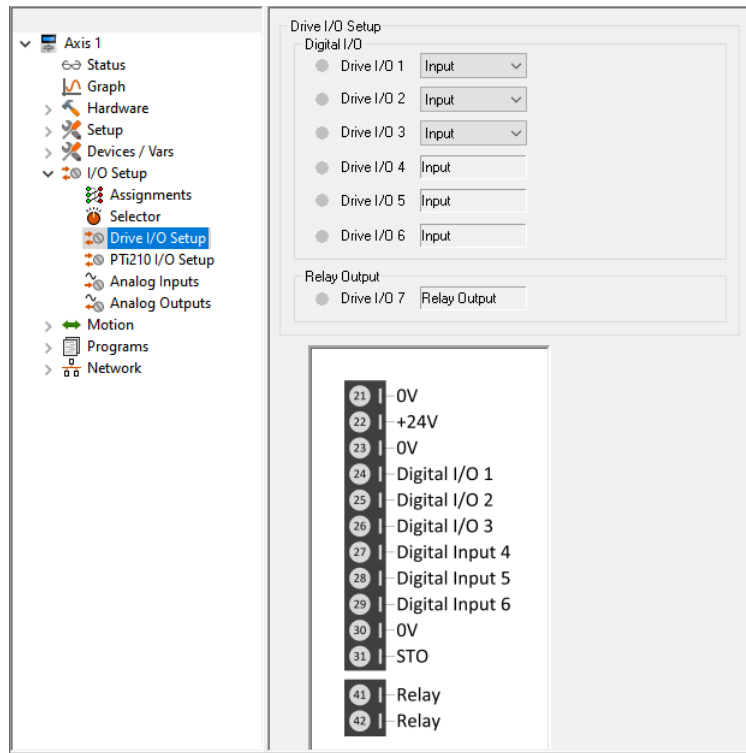 Axis 1
Status
Graph
Hardware
Setup
Devices / Vars
I/O Setup
Assignments
Selector
Drive I/O Setup
PTi210 I/O Setup
Analog Inputs
Analog Outputs
Motion
Programs
Network
Drive I/O Setup
Digital I/O
Drive I/O 1 Input
Drive I/O 2 Input
Drive I/O 3 Input
Drive I/O 4 Input
Drive I/O 5 Input
Drive I/O 6 Input
Relay Output
Drive I/O 7 Relay Output
21 0V
22 +24V
23 0V
24 Digital I/O 1
25 Digital I/O 2
26 Digital I/O 3
27 Digital Input 4
28 Digital Input 5
29 Digital Input 6
30 0V
31 STO
41 Relay
42 Relay